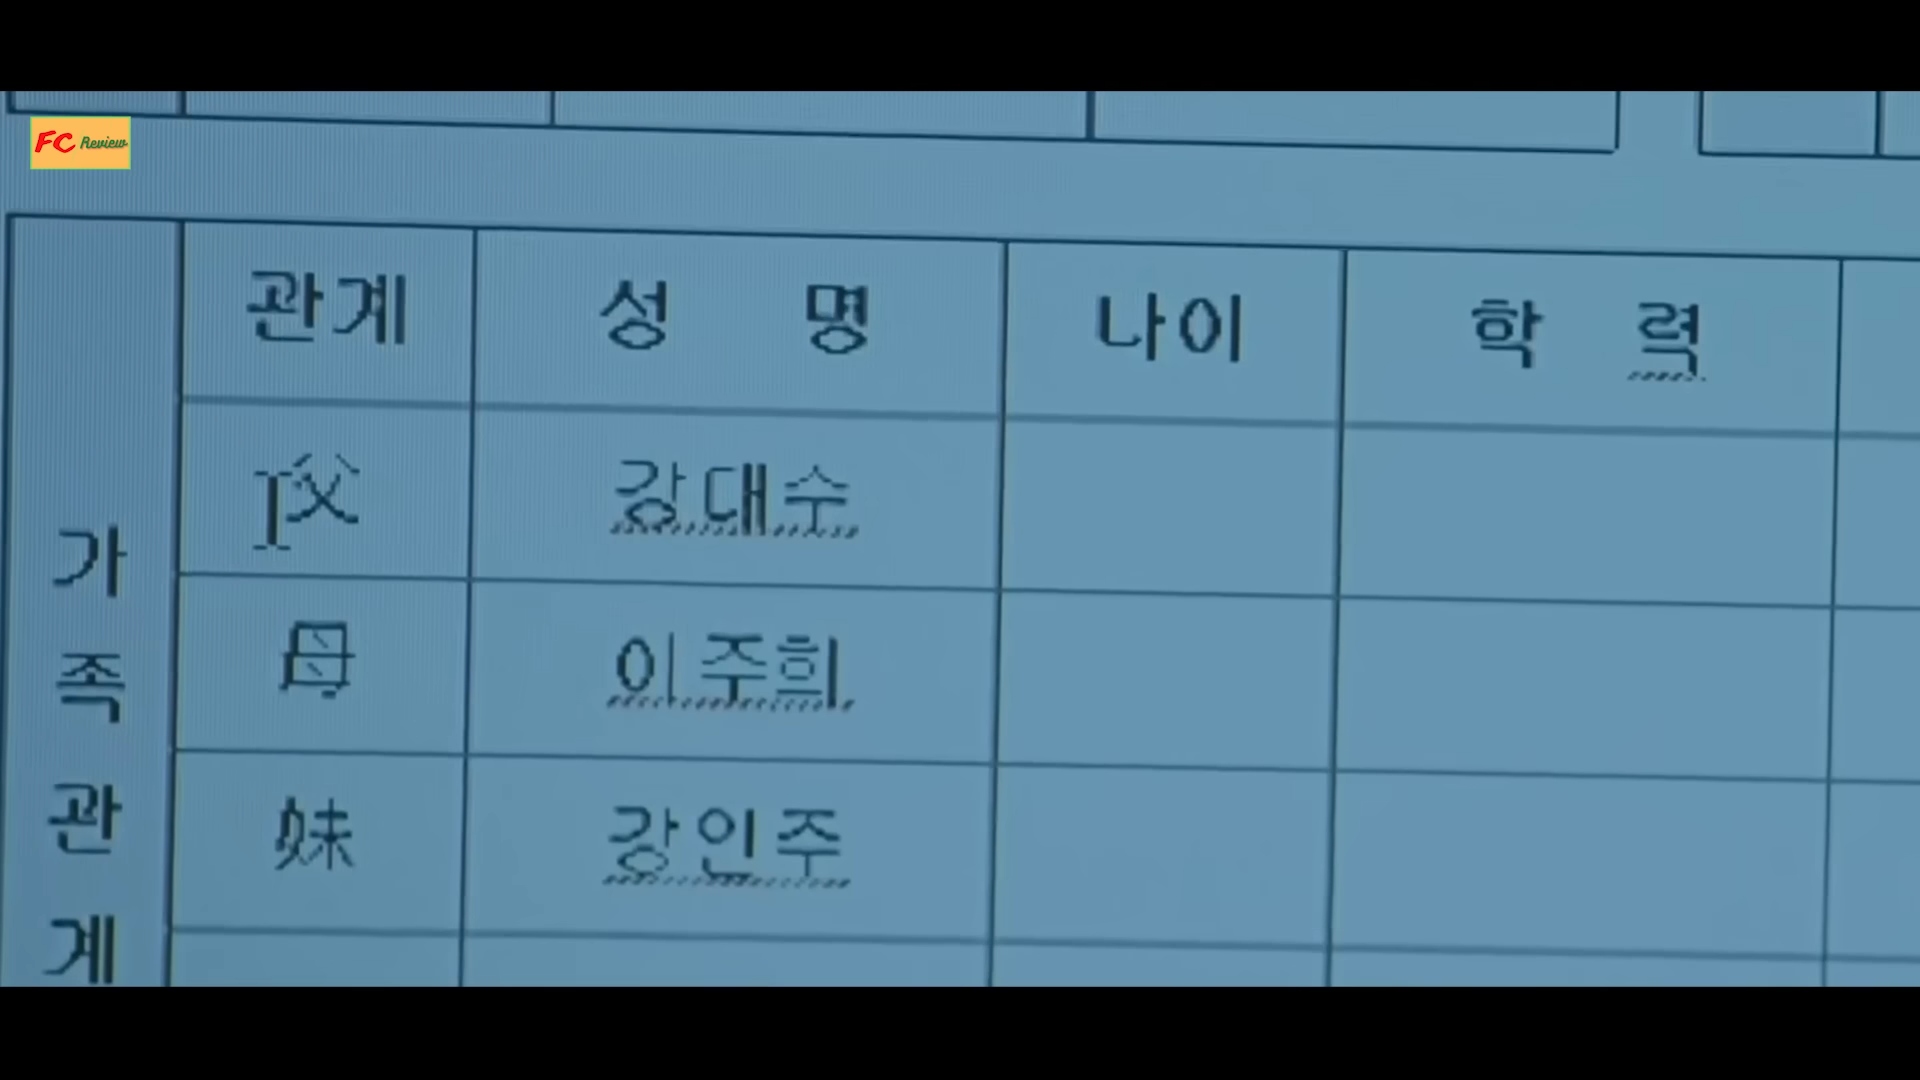 FC Review
관계 성 명 나이 학 력
父 강대수
母 이주희
妹 강인주
가
족
관
계